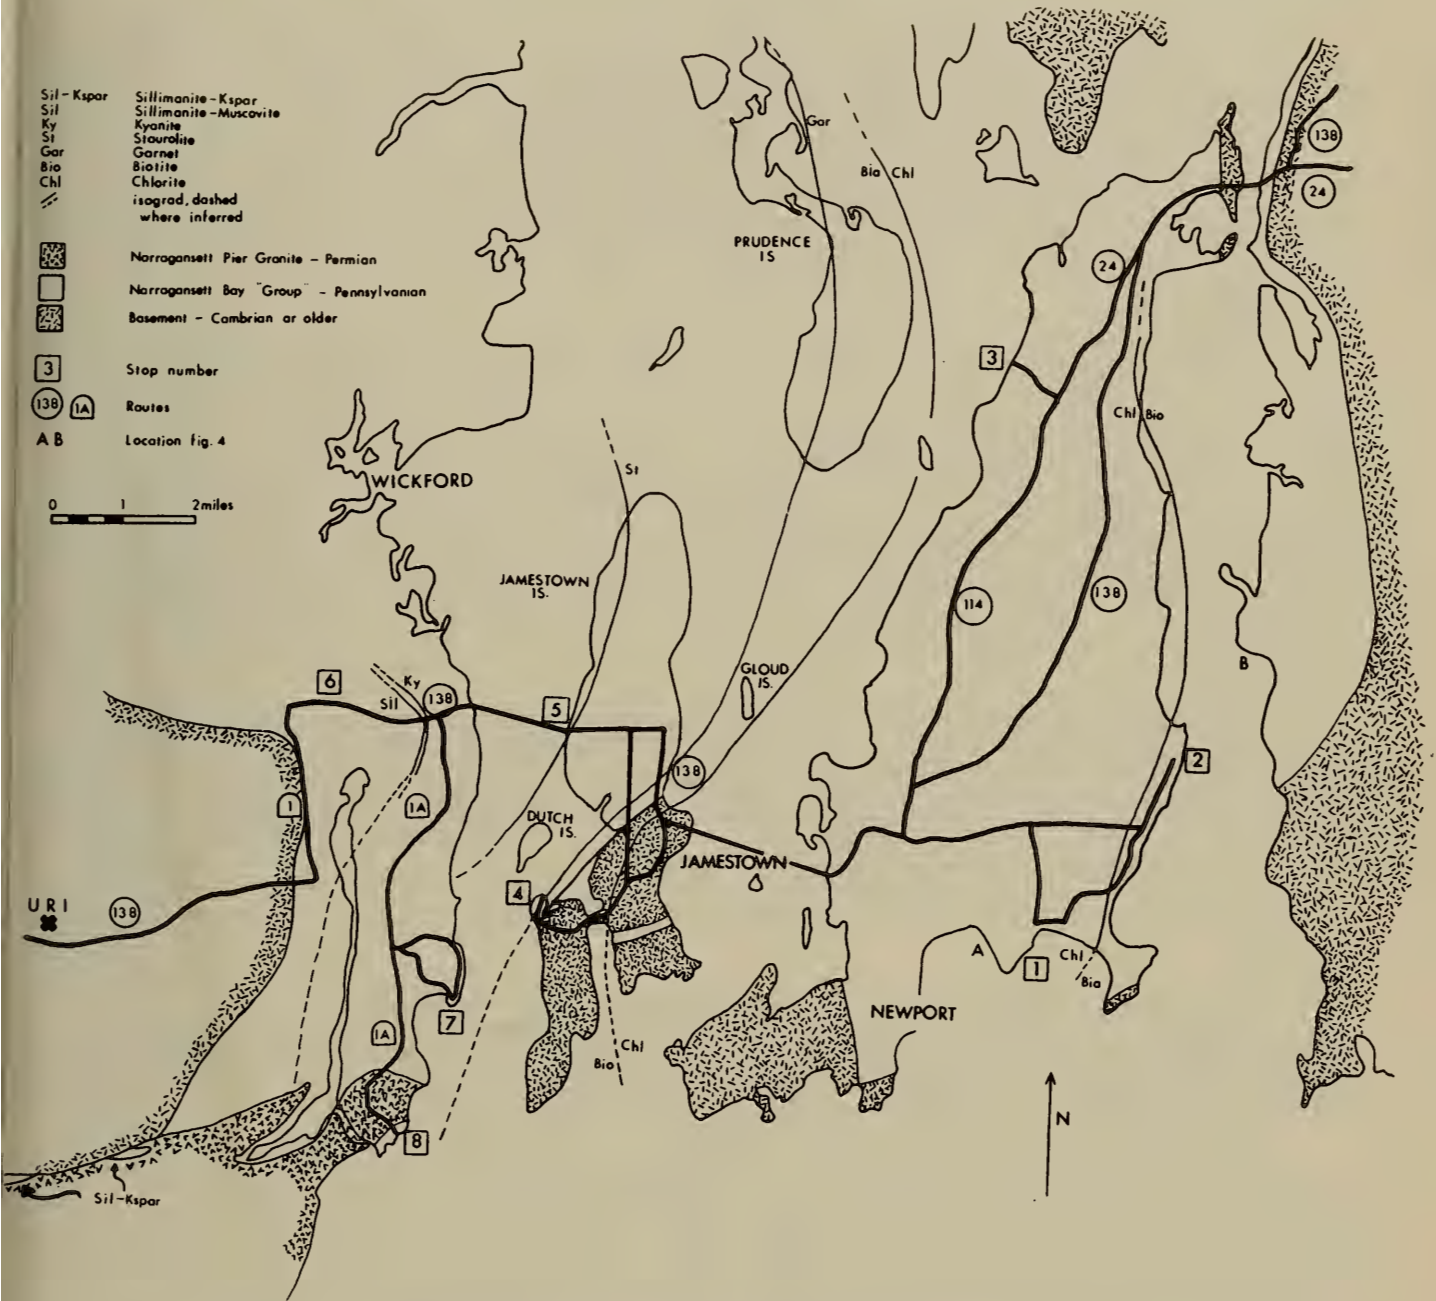 Sil-Kspar Sillimanite-Kspar
Sil Sillimanite-Muscovite
Ky Kyanite
St Staurolite
Gar Garnet
Bio Biotite
Chl Chlorite
isograd, dashed
where inferred
Narragansett Pier Granite - Permian
Narragansett Bay "Group" - Pennsylvanian
Basement - Cambrian or older
3 Stop number
138 1A Routes
A B Location fig. 4
0 1 2 miles
WICKFORD
St
JAMESTOWN
IS.
Gar
Bio Chl
PRUDENCE
IS
138
24
24
3
Chl Bio
114
138
B
GLOUD
IS.
6
Ky
Sil
138
5
138
2
1
1A
DUTCH
IS.
JAMESTOWN
4
URI
138
A
1
Chl
Bio
7
NEWPORT
1A
Chl
Bio
8
N
Sil-Kspar